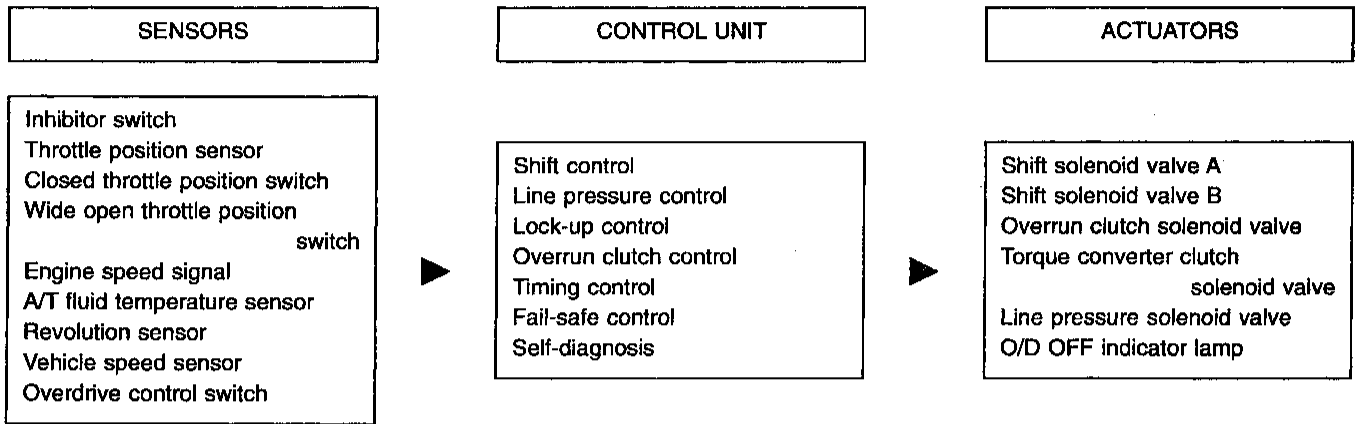 SENSORS
CONTROL UNIT
ACTUATORS
Inhibitor switch
Throttle position sensor
Closed throttle position switch
Wide open throttle position
switch
Engine speed signal
A/T fluid temperature sensor
Revolution sensor
Vehicle speed sensor
Overdrive control switch
Shift control
Line pressure control
Lock-up control
Overrun clutch control
Timing control
Fail-safe control
Self-diagnosis
Shift solenoid valve A
Shift solenoid valve B
Overrun clutch solenoid valve
Torque converter clutch
solenoid valve
Line pressure solenoid valve
O/D OFF indicator lamp